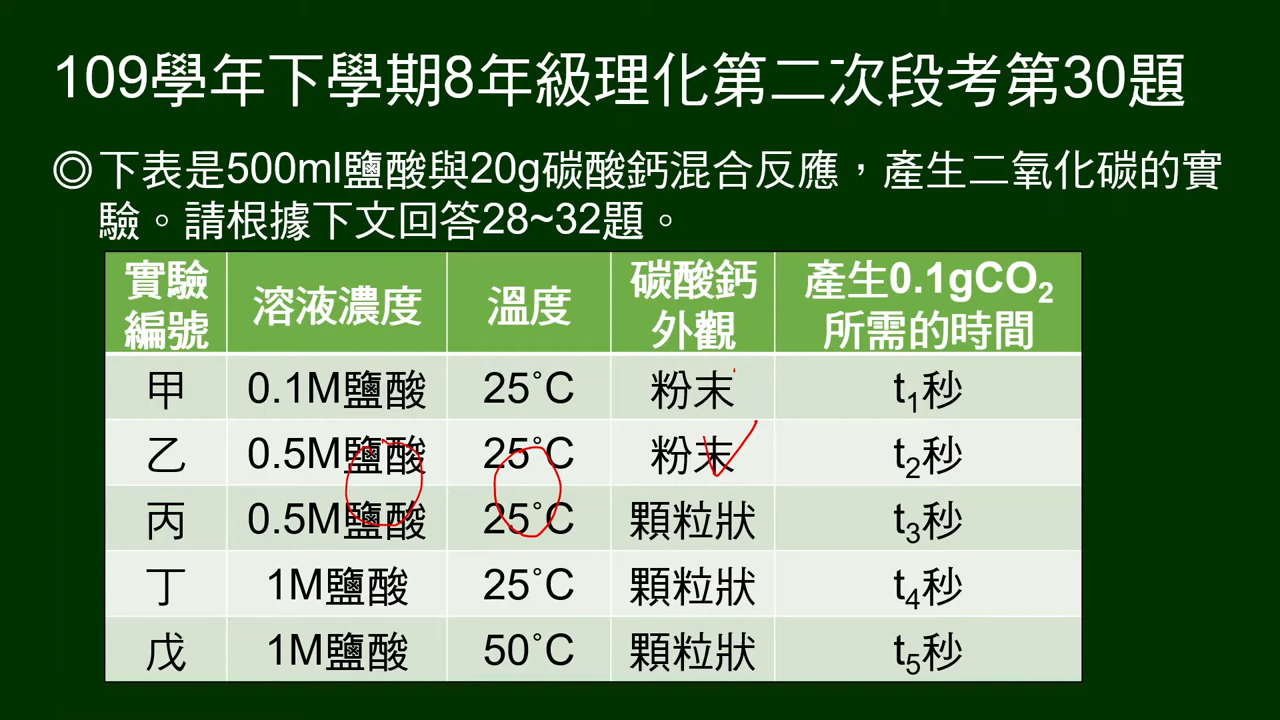 109學年下學期8年級理化第二次段考第30題
◎下表是500ml鹽酸與20g碳酸鈣混合反應，產生二氧化碳的實
驗。請根據下文回答28~32題。
實驗編號 溶液濃度 溫度 碳酸鈣外觀 產生0.1gCO₂所需的時間
甲 0.1M鹽酸 25°C 粉末 t₁秒
乙 0.5M鹽酸 25°C 粉末 t₂秒
丙 0.5M鹽酸 25°C 顆粒狀 t₃秒
丁 1M鹽酸 25°C 顆粒狀 t₄秒
戊 1M鹽酸 50°C 顆粒狀 t₅秒